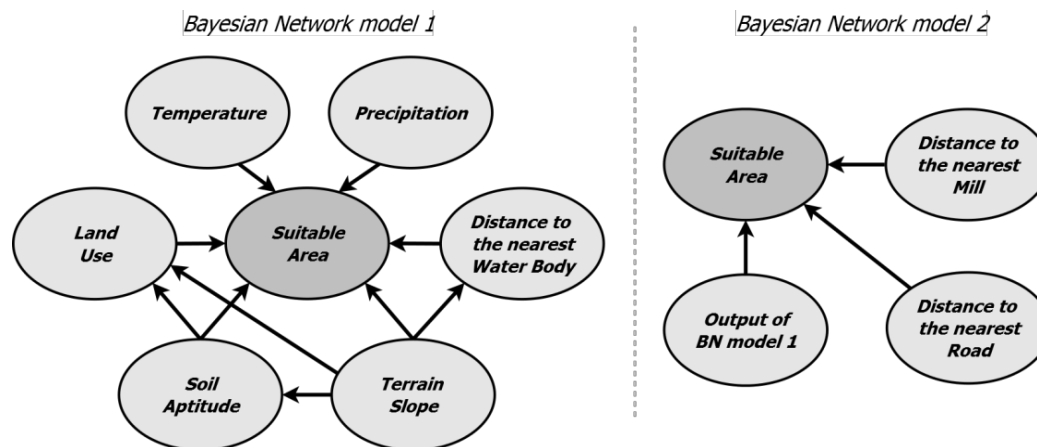 Bayesian Network model 1
Bayesian Network model 2
Temperature
Precipitation
Land
Use
Suitable
Area
Distance to
the nearest
Water Body
Soil
Aptitude
Terrain
Slope
Suitable
Area
Distance to
the nearest
Mill
Output of
BN model 1
Distance to
the nearest
Road